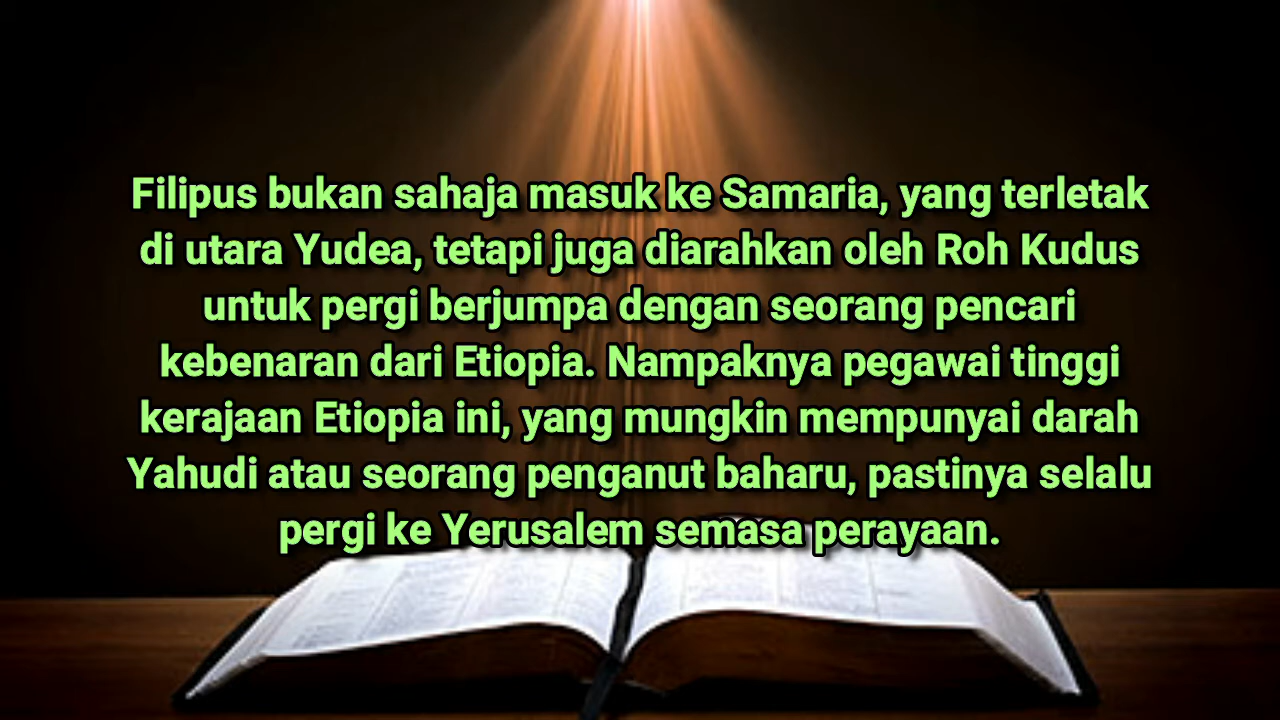 Filipus bukan sahaja masuk ke Samaria, yang terletak
di utara Yudea, tetapi juga diarahkan oleh Roh Kudus
untuk pergi berjumpa dengan seorang pencari
kebenaran dari Etiopia. Nampaknya pegawai tinggi
kerajaan Etiopia ini, yang mungkin mempunyai darah
Yahudi atau seorang penganut baharu, pastinya selalu
pergi ke Yerusalem semasa perayaan.